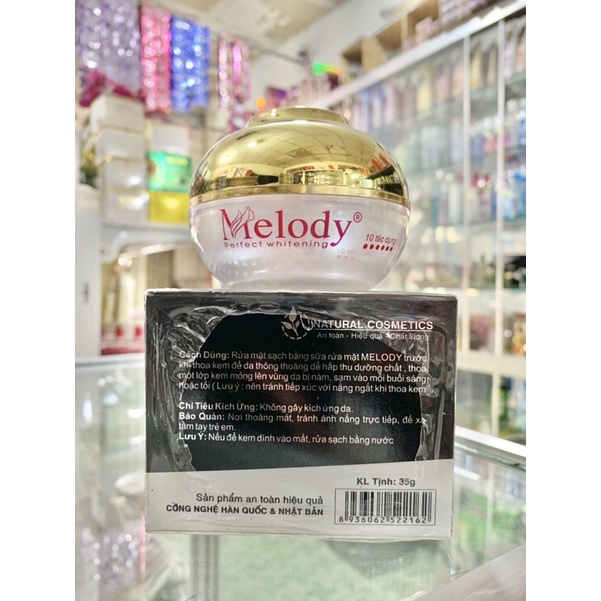 Melody®
Perfect whitening
10 tác dụng
NATURAL COSMETICS
An toàn - Hiệu quả - Chất lượng
Cách Dùng: Rửa mặt sạch bằng sữa rửa mặt MELODY trước
khi thoa kem để da thông thoáng dễ hấp thu dưỡng chất , thoa
một lớp kem mỏng lên vùng da bị nám, sạm vào mỗi buổi sáng
hoặc tối ( Lưu ý : nên tránh tiếp xúc với nắng ngắt khi thoa kem
Chỉ Tiêu Kích Ứng: Không gây kích ứng da.
Bảo Quản: Nơi thoáng mát, tránh ánh nắng trực tiếp, để xa
tầm tay trẻ em.
Lưu Ý: Nếu để kem dính vào mắt, rửa sạch bằng nước
KL Tịnh: 35g
Sản phẩm an toàn hiệu quả
CÔNG NGHỆ HÀN QUỐC & NHẬT BẢN
8 936062 522162